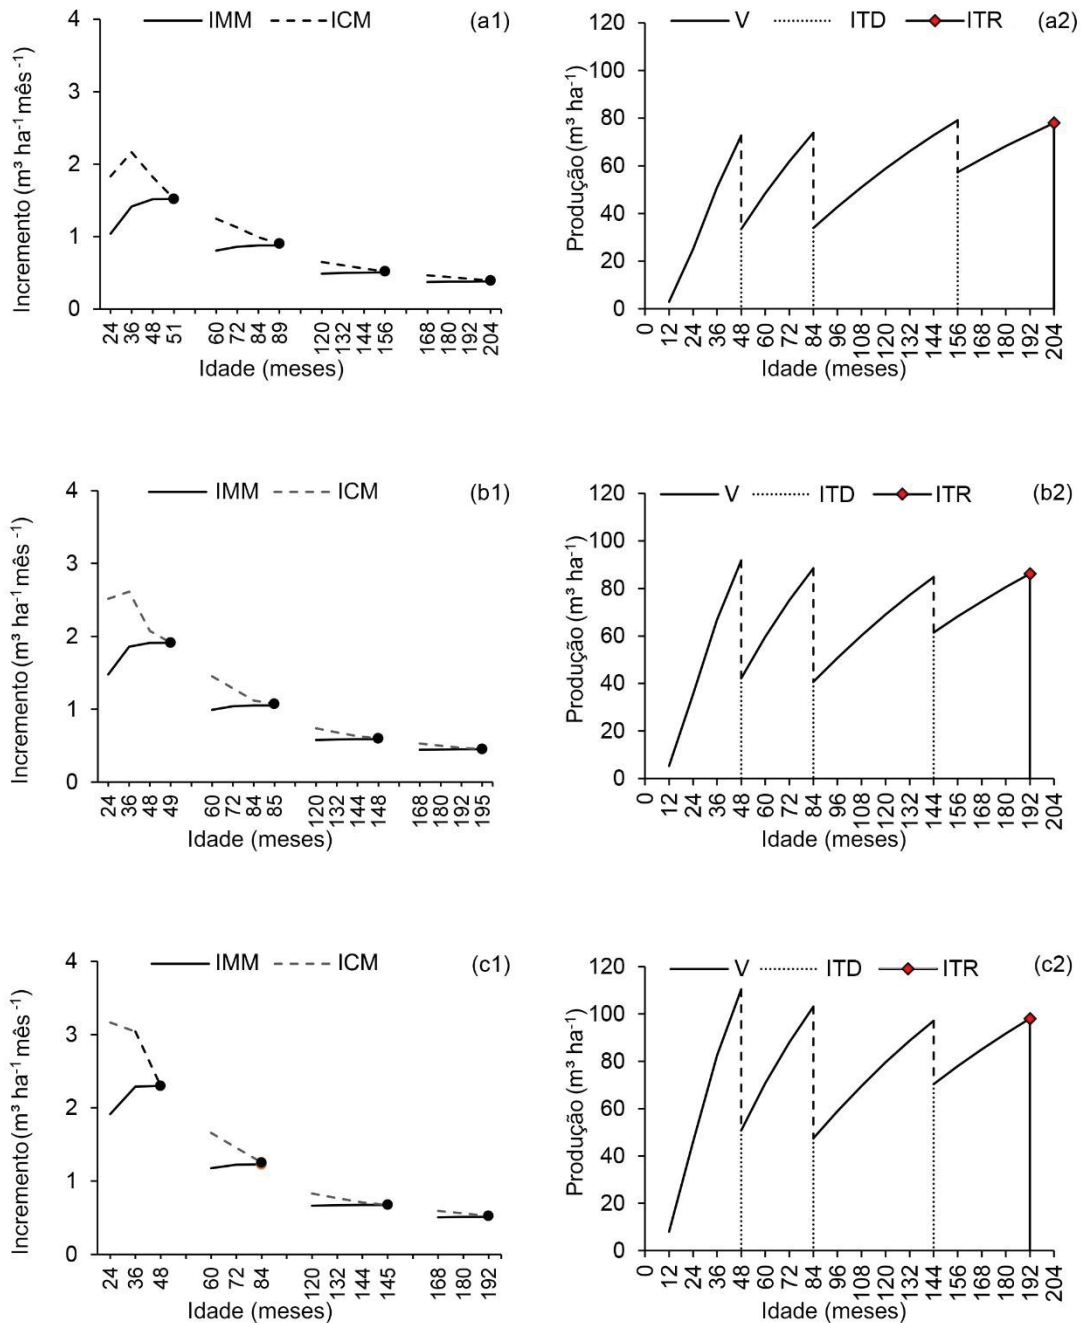 IMM ICM (a1)
Incremento (m³ ha⁻¹ mês ⁻¹)
4
3
2
1
0
24 36 48 51 60 72 84 89 120 132 144 156 168 180 192 204
Idade (meses)
V ITD ITR (a2)
Produção (m³ ha⁻¹)
120
100
80
60
40
20
0
0 12 24 36 48 60 72 84 96 108 120 132 144 156 168 180 192 204
Idade (meses)
IMM ICM (b1)
Incremento (m³ ha⁻¹ mês ⁻¹)
4
3
2
1
0
24 36 48 49 60 72 84 85 120 132 144 148 168 180 192 195
Idade (meses)
V ITD ITR (b2)
Produção (m³ ha⁻¹)
120
100
80
60
40
20
0
0 12 24 36 48 60 72 84 96 108 120 132 144 156 168 180 192 204
Idade (meses)
IMM ICM (c1)
Incremento (m³ ha⁻¹ mês ⁻¹)
4
3
2
1
0
24 36 48 60 72 84 120 132 144 145 168 180 192
Idade (meses)
V ITD ITR (c2)
Produção (m³ ha⁻¹)
120
100
80
60
40
20
0
0 12 24 36 48 60 72 84 96 108 120 132 144 156 168 180 192 204
Idade (meses)